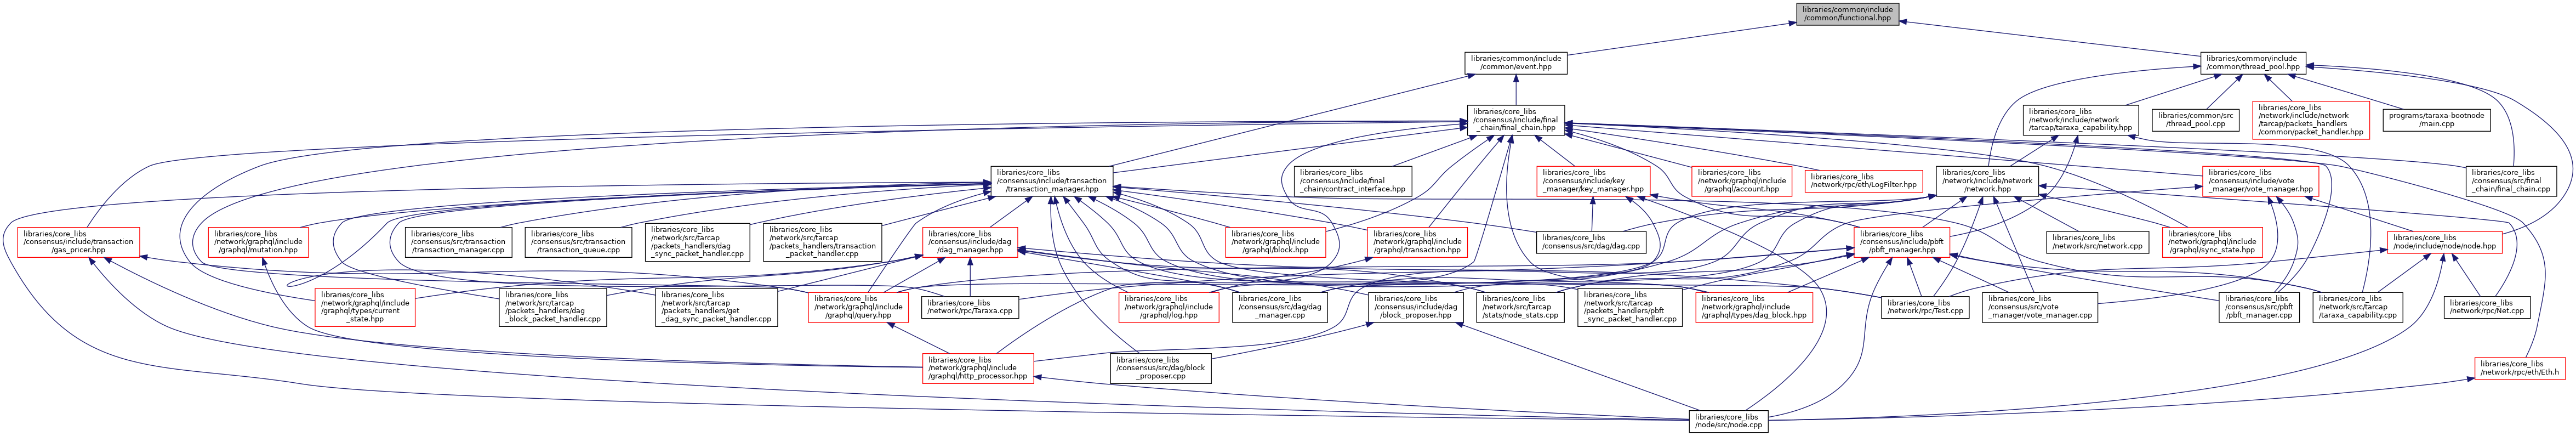 libraries/common/include
/common/functional.hpp
libraries/common/include
/common/event.hpp
libraries/common/include
/common/thread_pool.hpp
libraries/core_libs
/consensus/include/final
_chain/final_chain.hpp
libraries/core_libs
/network/include/network
/tarcap/taraxa_capability.hpp
libraries/common/src
/thread_pool.cpp
libraries/core_libs
/network/include/network
/tarcap/packets_handlers
/common/packet_handler.hpp
programs/taraxa-bootnode
/main.cpp
libraries/core_libs
/consensus/include/transaction
/transaction_manager.hpp
libraries/core_libs
/consensus/include/final
_chain/contract_interface.hpp
libraries/core_libs
/consensus/include/key
_manager/key_manager.hpp
libraries/core_libs
/network/graphql/include
/graphql/account.hpp
libraries/core_libs
/network/rpc/eth/LogFilter.hpp
libraries/core_libs
/network/include/network
/network.hpp
libraries/core_libs
/consensus/include/vote
_manager/vote_manager.hpp
libraries/core_libs
/consensus/src/final
_chain/final_chain.cpp
libraries/core_libs
/consensus/include/transaction
/gas_pricer.hpp
libraries/core_libs
/network/graphql/include
/graphql/mutation.hpp
libraries/core_libs
/consensus/src/transaction
/transaction_manager.cpp
libraries/core_libs
/consensus/src/transaction
/transaction_queue.cpp
libraries/core_libs
/network/src/tarcap
/packets_handlers/dag
_sync_packet_handler.cpp
libraries/core_libs
/network/src/tarcap
/packets_handlers/transaction
_packet_handler.cpp
libraries/core_libs
/consensus/include/dag
/dag_manager.hpp
libraries/core_libs
/network/graphql/include
/graphql/block.hpp
libraries/core_libs
/network/graphql/include
/graphql/transaction.hpp
libraries/core_libs
/consensus/src/dag/dag.cpp
libraries/core_libs
/consensus/include/pbft
/pbft_manager.hpp
libraries/core_libs
/network/src/network.cpp
libraries/core_libs
/network/graphql/include
/graphql/sync_state.hpp
libraries/core_libs
/node/include/node/node.hpp
libraries/core_libs
/network/graphql/include
/graphql/types/current
_state.hpp
libraries/core_libs
/network/src/tarcap
/packets_handlers/dag
_block_packet_handler.cpp
libraries/core_libs
/network/src/tarcap
/packets_handlers/get
_dag_sync_packet_handler.cpp
libraries/core_libs
/network/graphql/include
/graphql/query.hpp
libraries/core_libs
/network/rpc/Taraxa.cpp
libraries/core_libs
/network/graphql/include
/graphql/log.hpp
libraries/core_libs
/consensus/src/dag/dag
_manager.cpp
libraries/core_libs
/consensus/include/dag
/block_proposer.hpp
libraries/core_libs
/network/src/tarcap
/stats/node_stats.cpp
libraries/core_libs
/network/src/tarcap
/packets_handlers/pbft
_sync_packet_handler.cpp
libraries/core_libs
/network/graphql/include
/graphql/types/dag_block.hpp
libraries/core_libs
/network/rpc/Test.cpp
libraries/core_libs
/consensus/src/vote
_manager/vote_manager.cpp
libraries/core_libs
/consensus/src/pbft
/pbft_manager.cpp
libraries/core_libs
/network/src/tarcap
/taraxa_capability.cpp
libraries/core_libs
/network/rpc/Net.cpp
libraries/core_libs
/network/graphql/include
/graphql/http_processor.hpp
libraries/core_libs
/consensus/src/dag/block
_proposer.cpp
libraries/core_libs
/network/rpc/eth/Eth.h
libraries/core_libs
/node/src/node.cpp